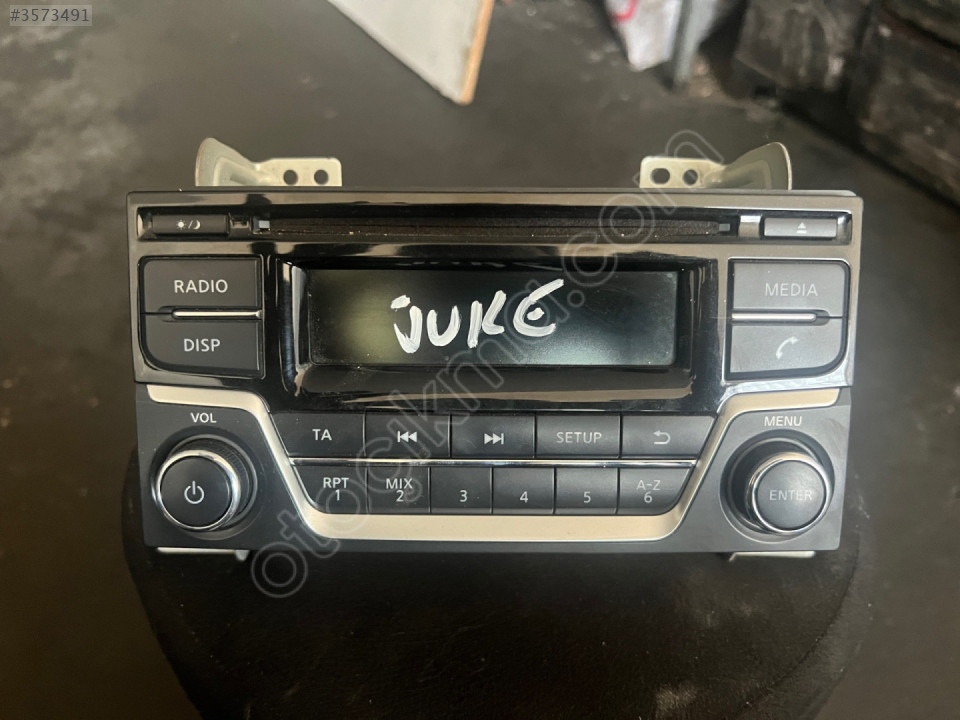 #3573491
RADIO
MEDIA
JUKE
DISP
VOL
MENU
TA
SETUP
RPT
1
MIX
2
3
4
5
A-Z
6
ENTER
otocikma.com